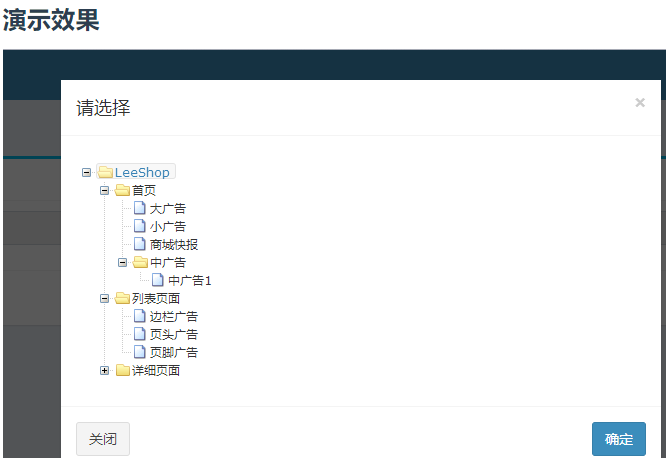 演示效果
请选择
×
LeeShop
首页
大广告
小广告
商城快报
中广告
中广告1
列表页面
边栏广告
页头广告
页脚广告
详细页面
关闭 确定